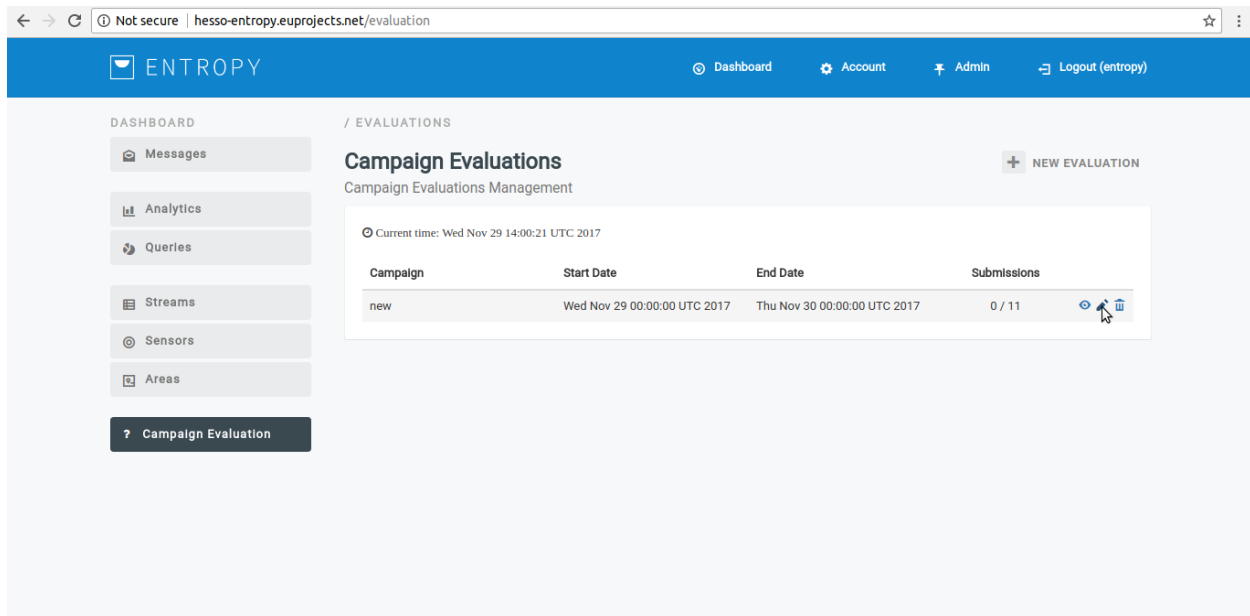 Not secure | hesso-entropy.euprojects.net/evaluation
ENTROPY
Dashboard Account Admin Logout (entropy)
DASHBOARD
Messages
Analytics
Queries
Streams
Sensors
Areas
? Campaign Evaluation
/ EVALUATIONS
Campaign Evaluations
Campaign Evaluations Management
+ NEW EVALUATION
Current time: Wed Nov 29 14:00:21 UTC 2017
Campaign Start Date End Date Submissions
new Wed Nov 29 00:00:00 UTC 2017 Thu Nov 30 00:00:00 UTC 2017 0 / 11